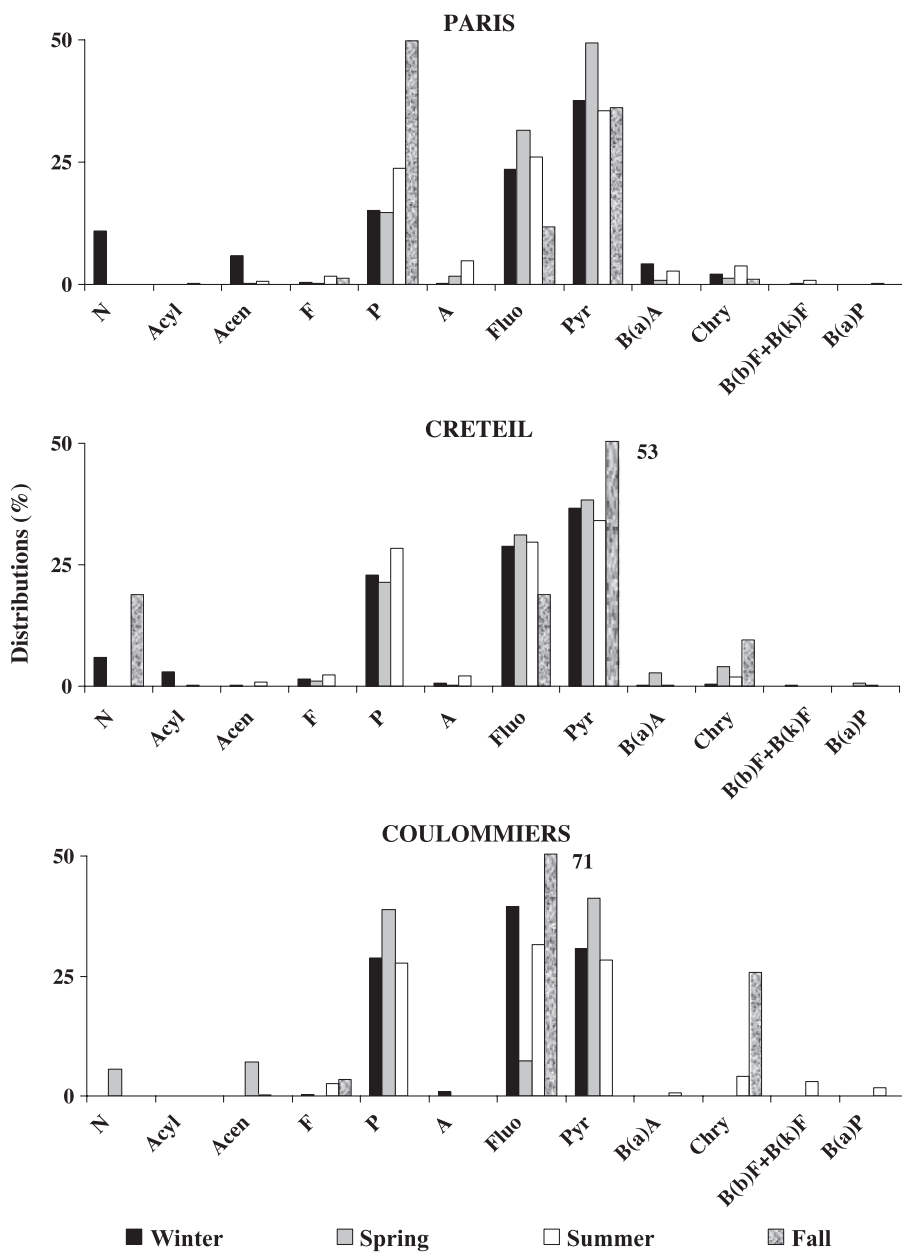 PARIS
50
25
0
N Acyl Acen F P A Fluo Pyr B(a)A Chry B(b)F+B(k)F B(a)P
CRETEIL
50
53
25
0
N Acyl Acen F P A Fluo Pyr B(a)A Chry B(b)F+B(k)F B(a)P
Distributions (%)
COULOMMIERS
50
71
25
0
N Acyl Acen F P A Fluo Pyr B(a)A Chry B(b)F+B(k)F B(a)P
Winter Spring Summer Fall